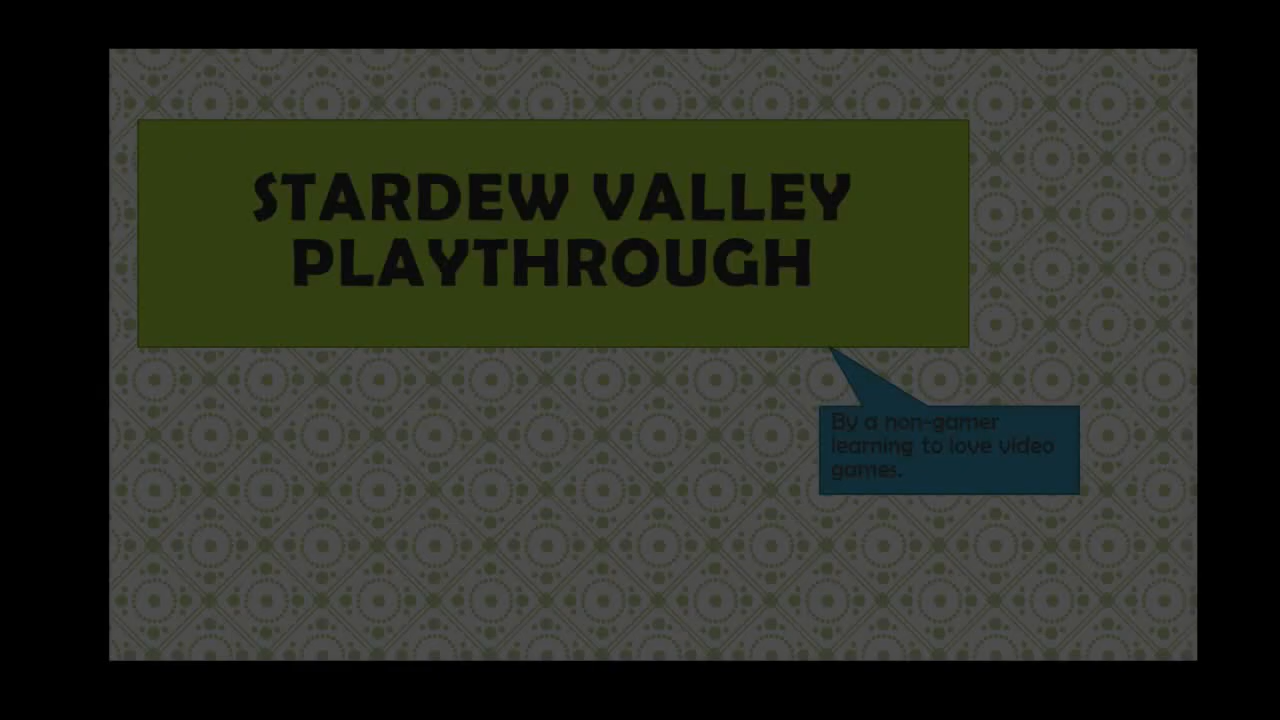 STARDEW VALLEY
PLAYTHROUGH
By a non-gamer
learning to love video
games.